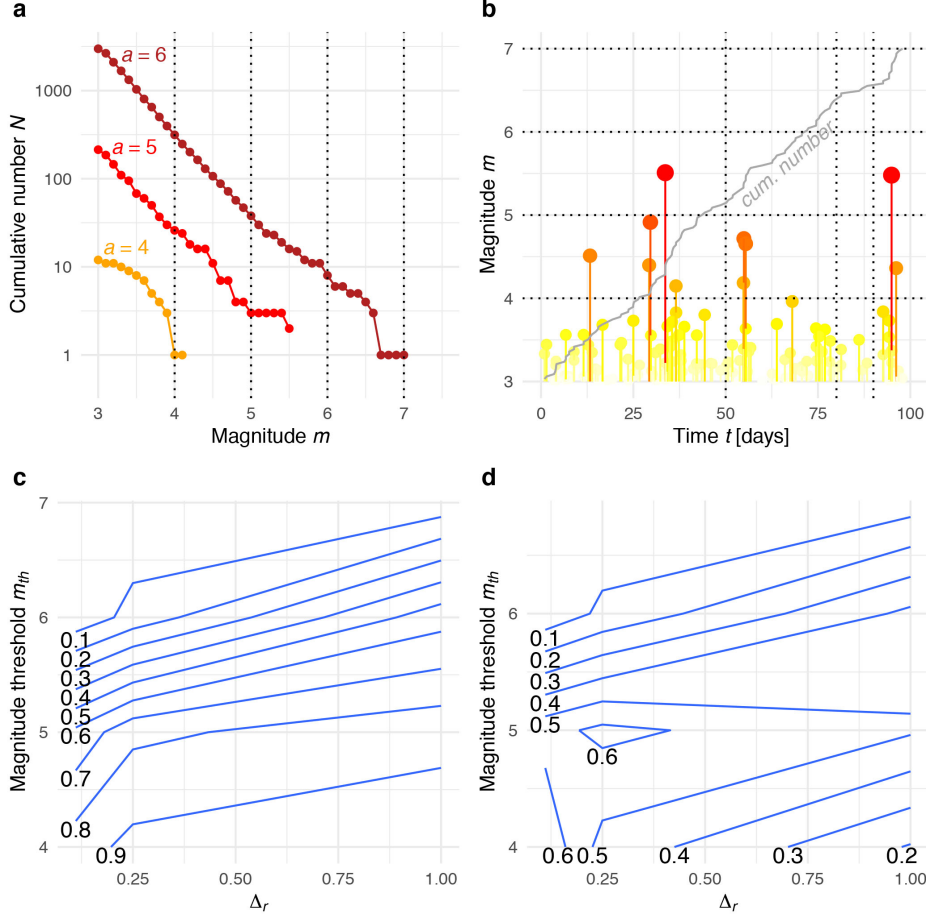 a
Cumulative number N
1000
100
10
1
a = 6
a = 5
a = 4
3 4 5 6 7
Magnitude m
b
Magnitude m
7
6
5
4
3
cum. number
0 25 50 75 100
Time t [days]
c
Magnitude threshold m_th
7
6
5
4
0.1
0.2
0.3
0.4
0.5
0.6
0.7
0.8
0.9
0.25 0.50 0.75 1.00
Δ_r
d
Magnitude threshold m_th
6
5
4
0.1
0.2
0.3
0.4
0.5
0.6
0.6 0.5 0.4 0.3 0.2
0.25 0.50 0.75 1.00
Δ_r